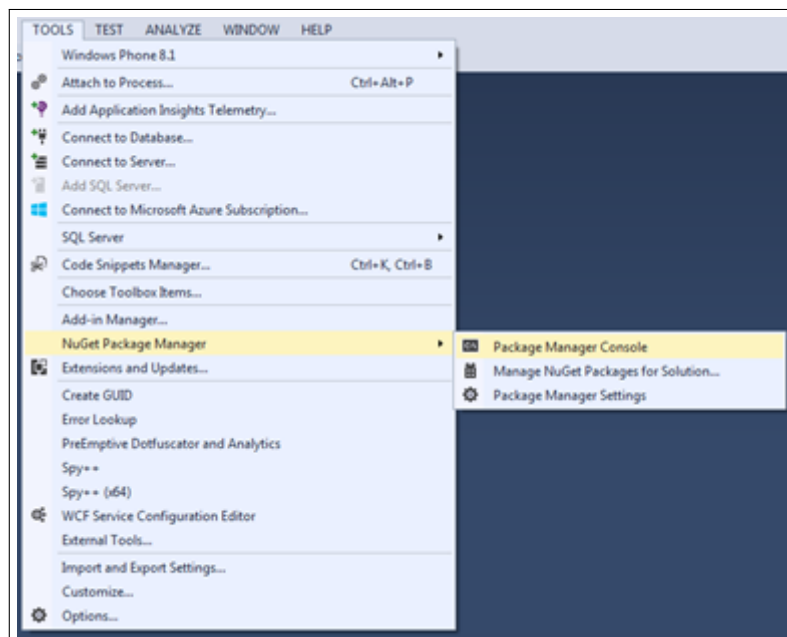 TOOLS TEST ANALYZE WINDOW HELP
Windows Phone 8.1
Attach to Process... Ctrl+Alt+P
Add Application Insights Telemetry...
Connect to Database...
Connect to Server...
Add SQL Server...
Connect to Microsoft Azure Subscription...
SQL Server
Code Snippets Manager... Ctrl+K, Ctrl+B
Choose Toolbox Items...
Add-in Manager...
NuGet Package Manager
Package Manager Console
Extensions and Updates...
Manage NuGet Packages for Solution...
Package Manager Settings
Create GUID
Error Lookup
PreEmptive Dotfuscator and Analytics
Spy++
Spy++ (x64)
WCF Service Configuration Editor
External Tools...
Import and Export Settings...
Customize...
Options...